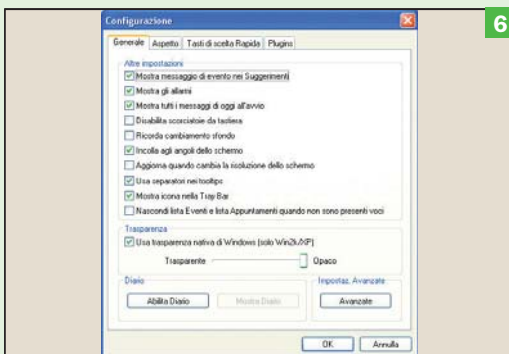 6
Configurazione
Generale Aspetto Tasti di scelta Rapida Plugins
Altre impostazioni
Mostra messaggio di evento nei Suggerimenti
Mostra gli allarmi
Mostra tutti i messaggi di oggi all'avvio
Disabilita scorciatoie da tastiera
Ricorda cambiamento sfondo
Incolla agli angoli dello schermo
Aggiorna quando cambia la risoluzione dello schermo
Usa separatori nei tooltips
Mostra icona nella Tray Bar
Nascondi lista Eventi e lista Appuntamenti quando non sono presenti voci
Trasparenza
Usa trasparenza nativa di Windows (solo Win2k/XP)
Trasparente Opaco
Diario Impostaz. Avanzate
Abilita Diario Mostra Diario Avanzate
OK Annulla